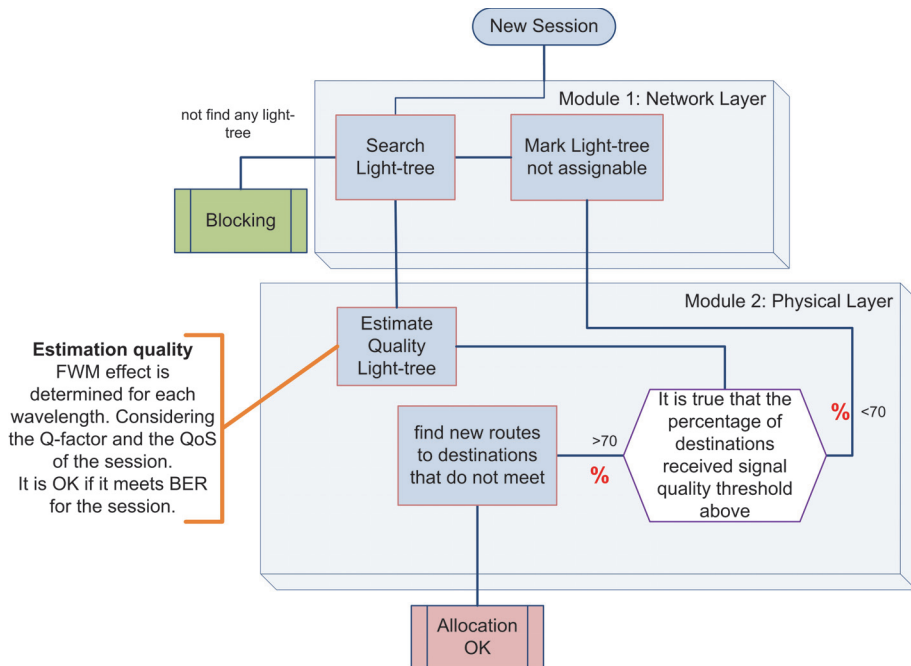 New Session
Module 1: Network Layer
not find any light-
tree
Search
Light-tree
Mark Light-tree
not assignable
Blocking
Module 2: Physical Layer
Estimate
Quality
Light-tree
Estimation quality
FWM effect is
determined for each
wavelength. Considering
the Q-factor and the QoS
of the session.
It is OK if it meets BER
for the session.
find new routes
to destinations
that do not meet
>70
%
It is true that the
percentage of
destinations
received signal
quality threshold
above
% <70
Allocation
OK